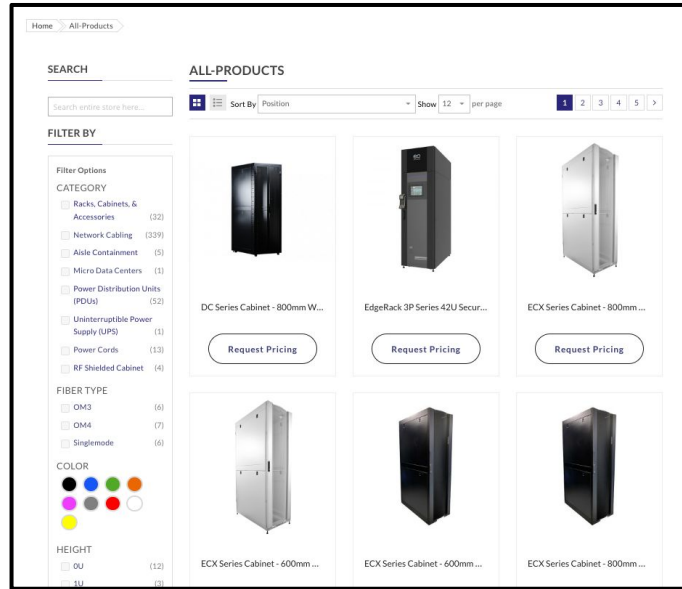 Home
All-Products
SEARCH
Search entire store here...
FILTER BY
Filter Options
CATEGORY
Racks, Cabinets, &
Accessories (32)
Network Cabling (339)
Aisle Containment (5)
Micro Data Centers (1)
Power Distribution Units
(PDUs) (52)
Uninterruptible Power
Supply (UPS) (1)
Power Cords (13)
RF Shielded Cabinet (4)
FIBER TYPE
OM3 (6)
OM4 (7)
Singlemode (6)
COLOR
HEIGHT
0U (12)
1U (3)
ALL-PRODUCTS
Sort By Position Show 12 per page 1 2 3 4 5 >
DC Series Cabinet - 800mm W...
EdgeRack 3P Series 42U Secur...
ECX Series Cabinet - 800mm ...
Request Pricing
Request Pricing
Request Pricing
ECX Series Cabinet - 600mm ...
ECX Series Cabinet - 600mm ...
ECX Series Cabinet - 800mm ...